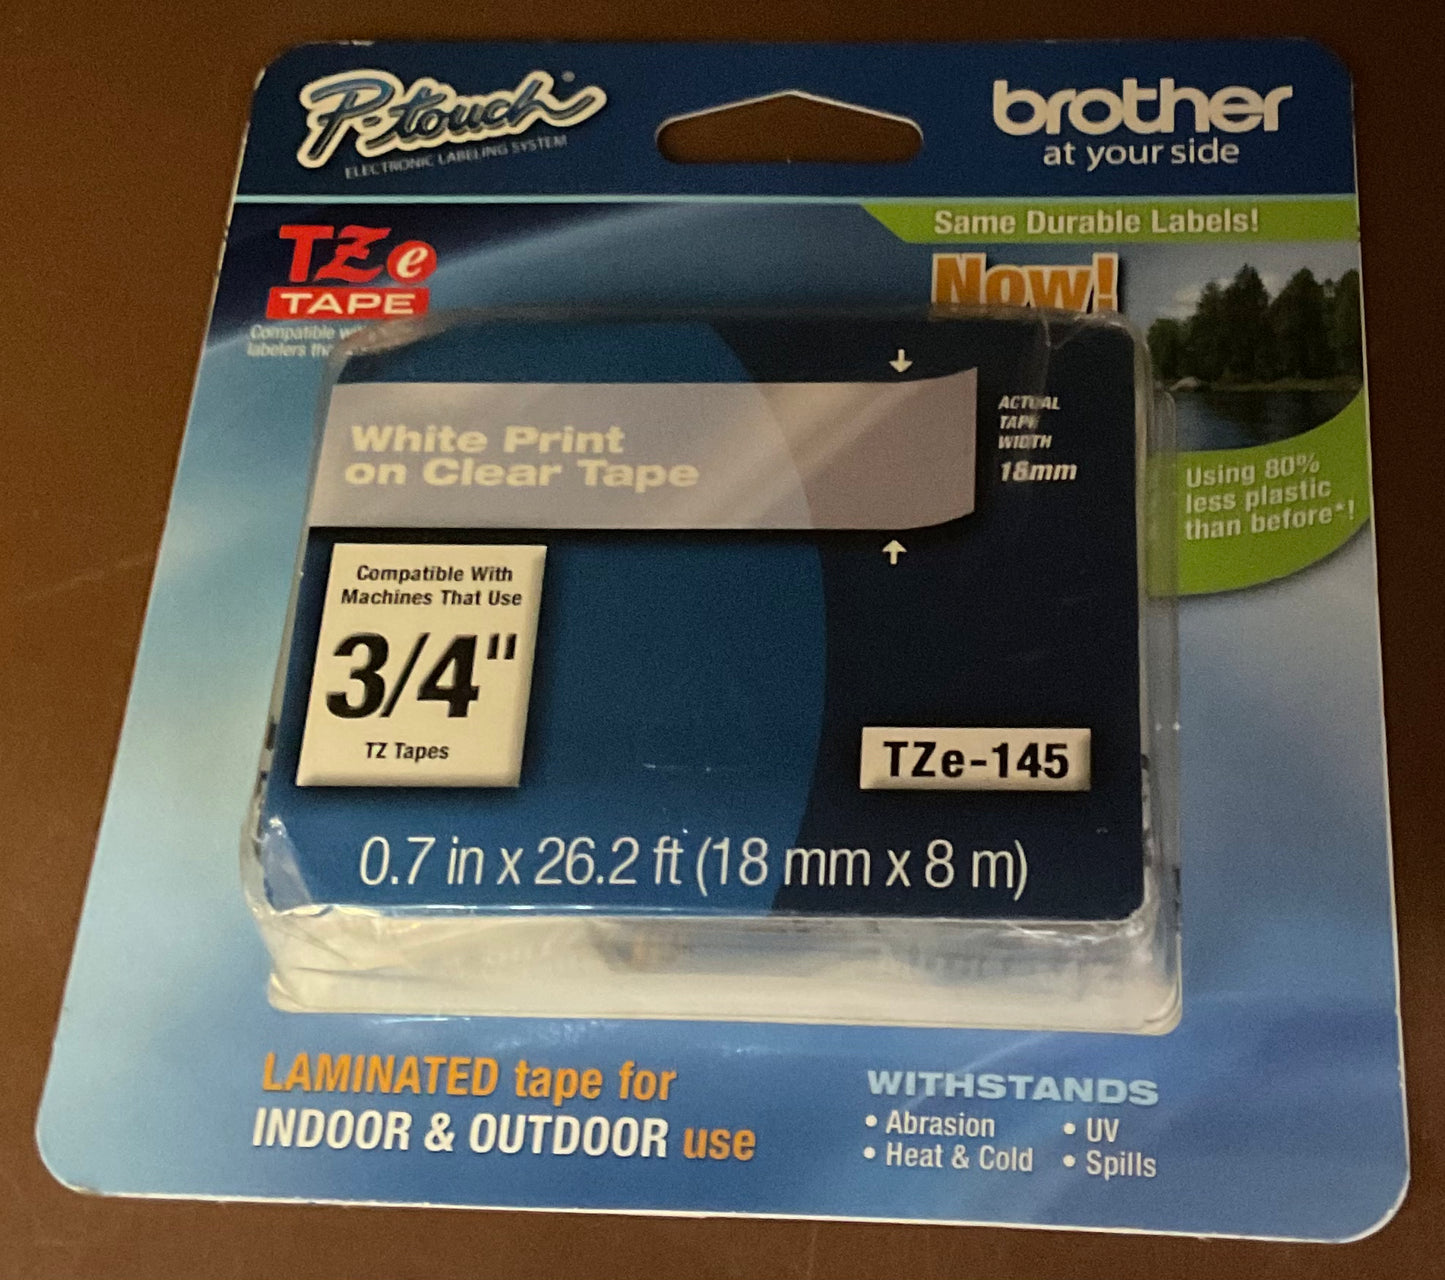 P-touch
ELECTRONIC LABELING SYSTEM
brother
at your side
TZe
TAPE
Compatible
labelers
Same Durable Labels!
Now!
Using 80%
less plastic
than before*!
White Print
on Clear Tape
ACTUAL
TAPE
WIDTH
18mm
Compatible With
Machines That Use
3/4"
TZ Tapes
TZe-145
0.7 in x 26.2 ft (18 mm x 8 m)
LAMINATED tape for
INDOOR & OUTDOOR use
WITHSTANDS
• Abrasion
• Heat & Cold
• UV
• Spills